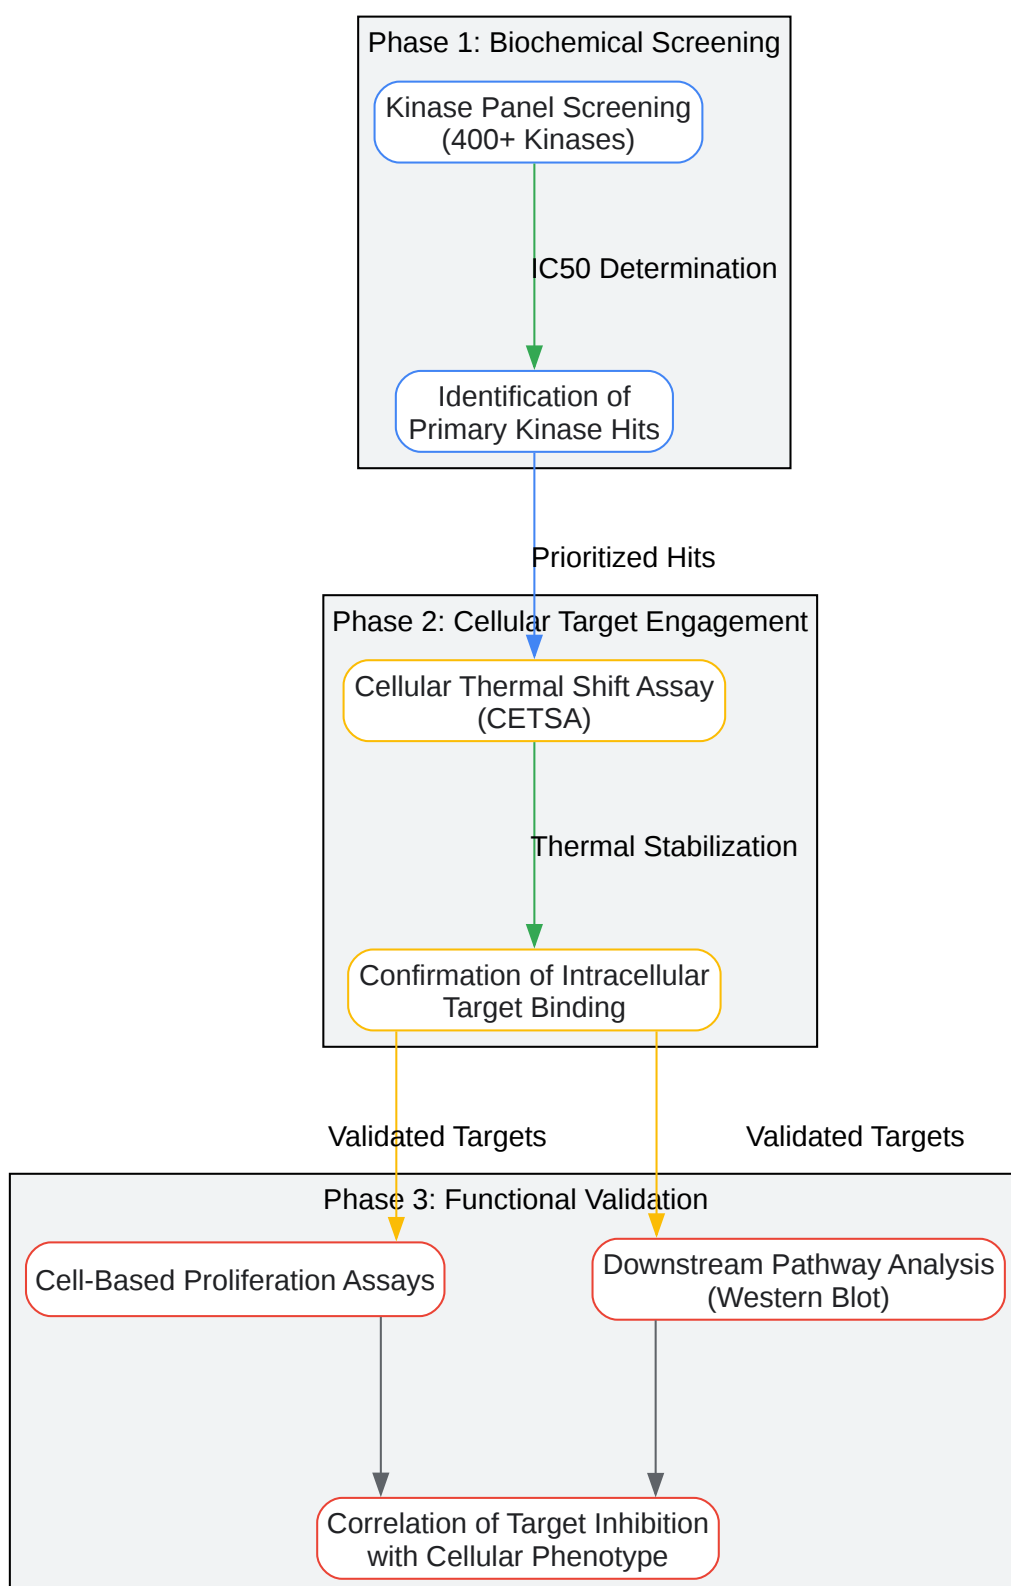 Phase 1: Biochemical Screening
Kinase Panel Screening
(400+ Kinases)
IC50 Determination
Identification of
Primary Kinase Hits
Prioritized Hits
Phase 2: Cellular Target Engagement
Cellular Thermal Shift Assay
(CETSA)
Thermal Stabilization
Confirmation of Intracellular
Target Binding
Validated Targets
Validated Targets
Phase 3: Functional Validation
Cell-Based Proliferation Assays
Downstream Pathway Analysis
(Western Blot)
Correlation of Target Inhibition
with Cellular Phenotype